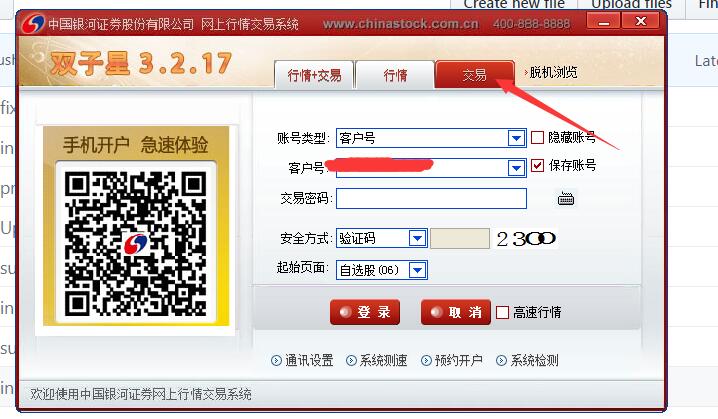 Create new file Upload files Fin
中国银河证券股份有限公司 网上行情交易系统 www.chinastock.com.cn 400-888-8888
双子星 3.2.17
行情+交易 行情 交易 脱机浏览
Late
手机开户 急速体验
账号类型: 客户号 隐藏账号
客户号: 保存账号
交易密码:
安全方式: 验证码 2300
起始页面: 自选股(06)
登 录 取 消 高速行情
通讯设置 系统测速 预约开户 系统检测
欢迎使用中国银河证券网上行情交易系统
ush
fix
in
pr
Up
su
in
su
in